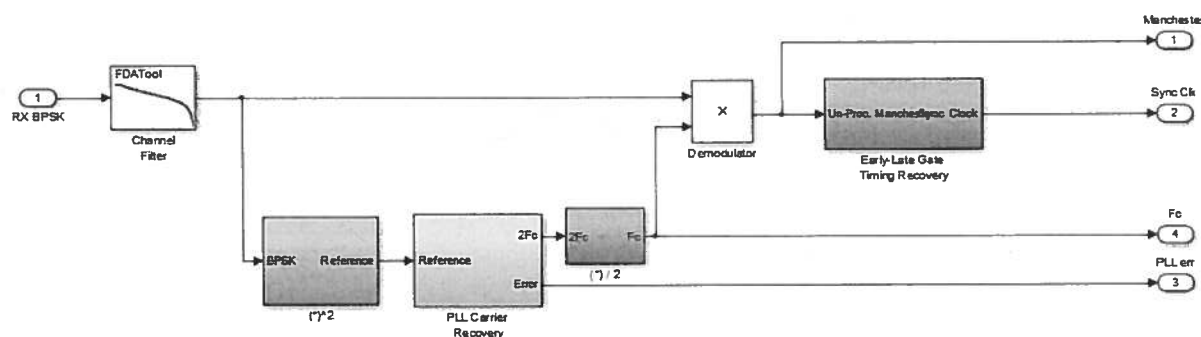 Manchester
1
FDATool
1
RX BPSK
Channel
Filter
×
Demodulator
Un-Proc. Manchester
Sync Clock
Early-Late Gate
Timing Recovery
Sync Clk
2
BPSK Reference
(*)^2
Reference
2Fc
Error
PLL Carrier
Recovery
2Fc Fc
(*) / 2
Fc
4
PLL err
3